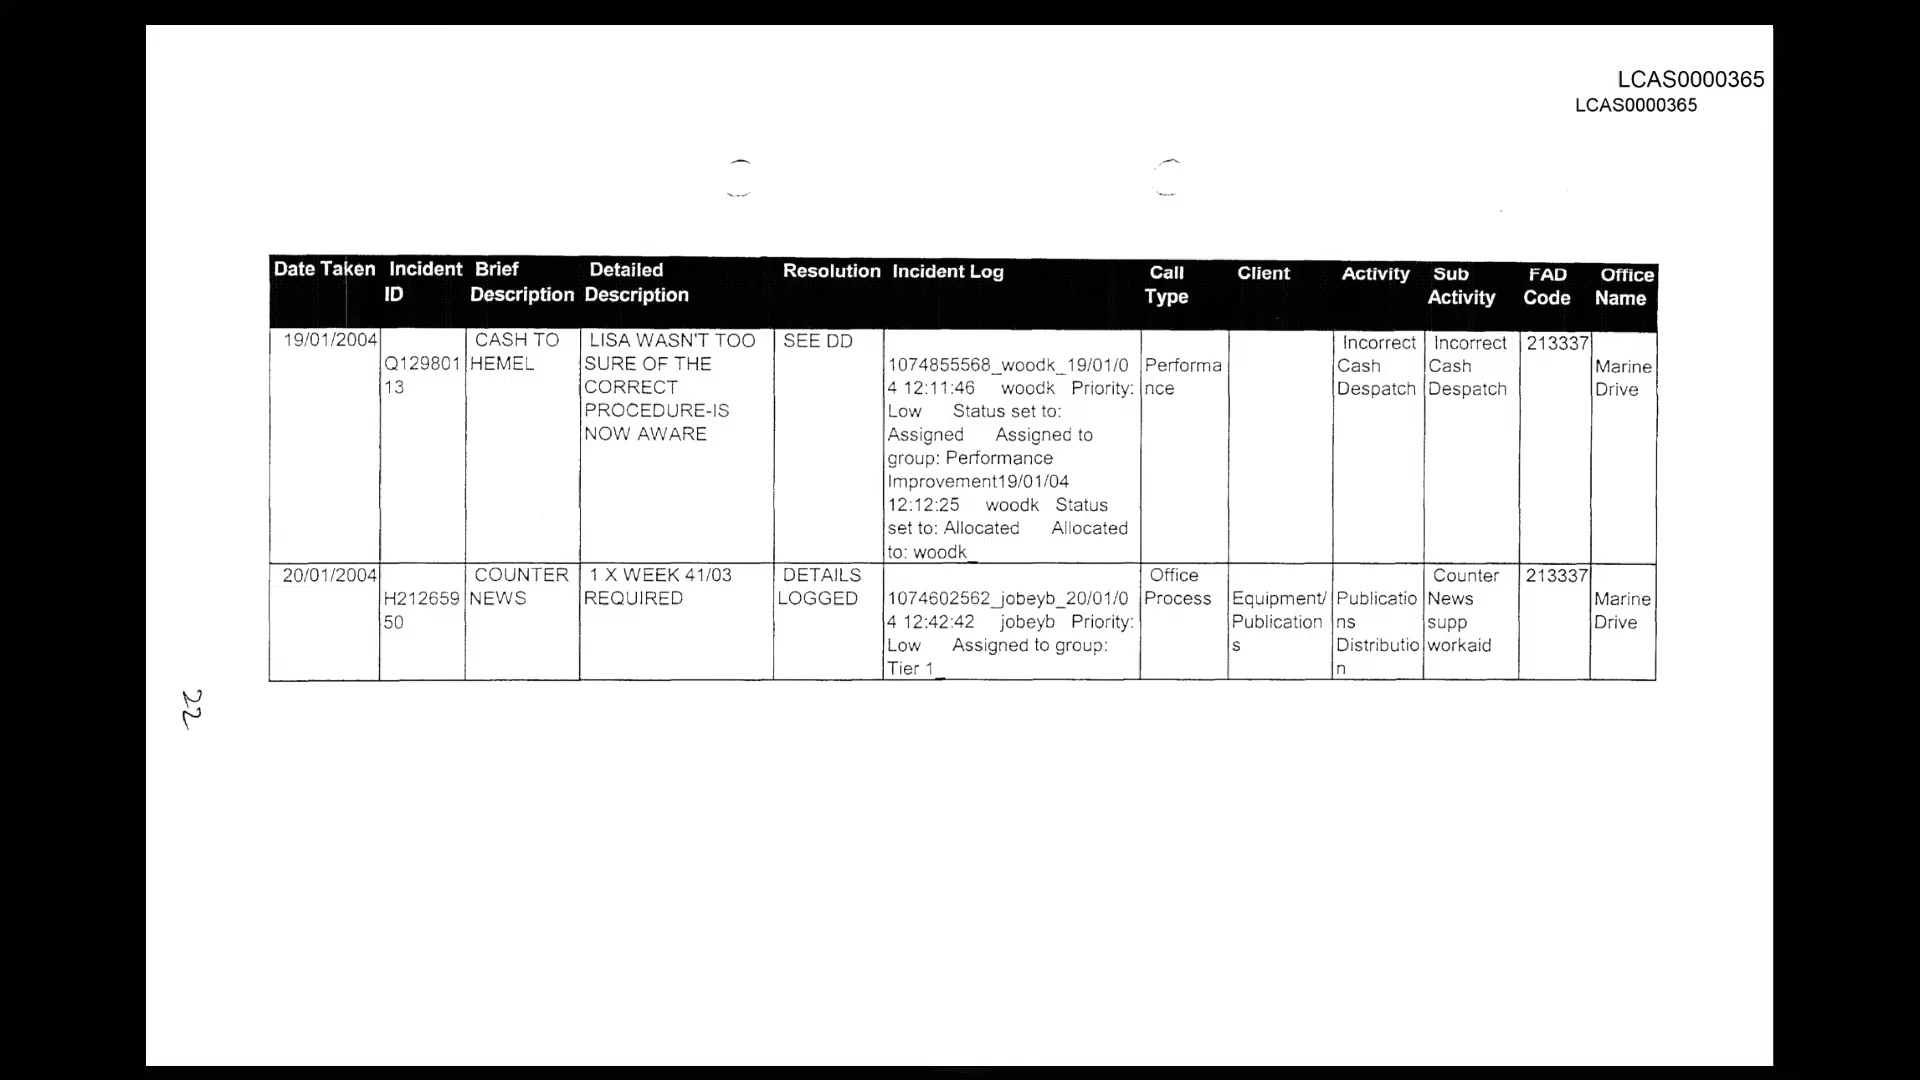 LCAS0000365
LCAS0000365
Date Taken Incident ID Brief Description Detailed Description Resolution Incident Log Call Type Client Activity Sub Activity FAD Code Office Name
19/01/2004
Q129801
13
CASH TO
HEMEL
LISA WASN'T TOO
SURE OF THE
CORRECT
PROCEDURE-IS
NOW AWARE
SEE DD
1074855568_woodk_19/01/0
4 12:11:46 woodk Priority:
Low Status set to:
Assigned Assigned to
group: Performance
Improvement19/01/04
12:12:25 woodk Status
set to: Allocated Allocated
to: woodk
Performa
nce
Incorrect
Cash
Despatch
Incorrect
Cash
Despatch
213337
Marine
Drive
20/01/2004
H212659
50
COUNTER
NEWS
1 X WEEK 41/03
REQUIRED
DETAILS
LOGGED
1074602562_jobeyb_20/01/0
4 12:42:42 jobeyb Priority:
Low Assigned to group:
Tier 1
Office
Process
Equipment/
Publication
s
Publicatio
ns
Distributio
n
Counter
News
supp
workaid
213337
Marine
Drive
22